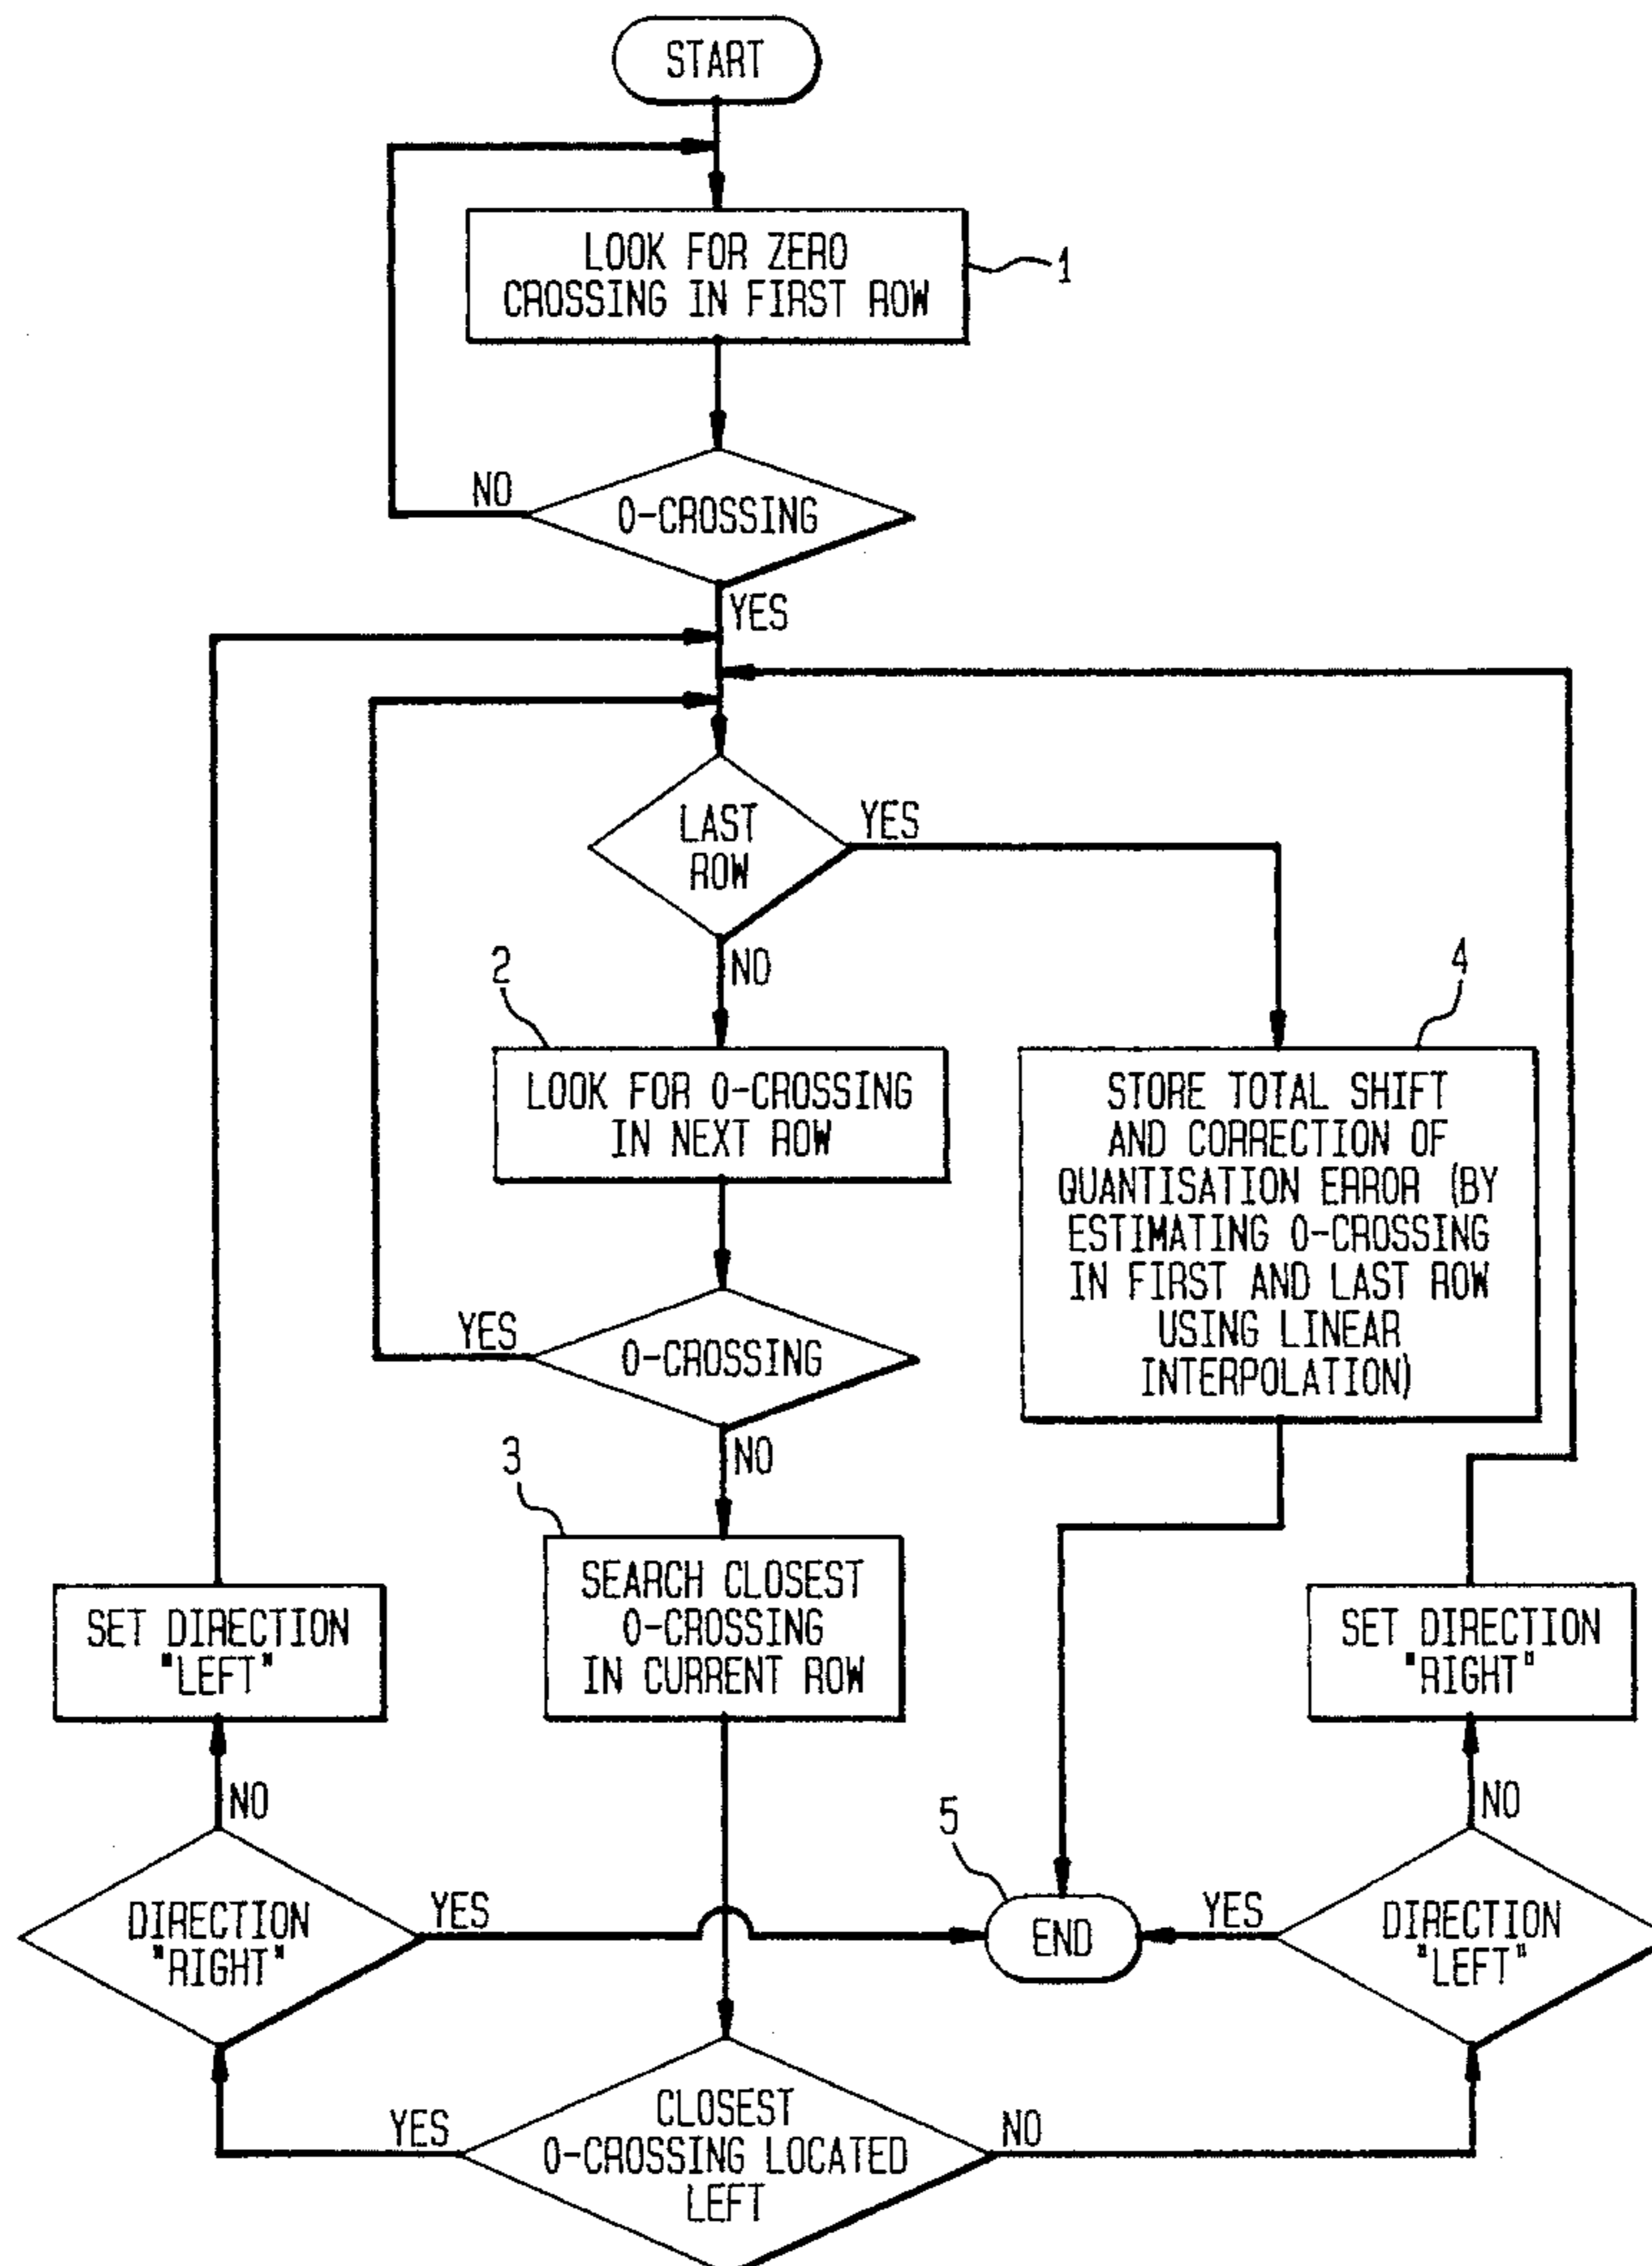 START
LOOK FOR ZERO
CROSSING IN FIRST ROW
1
0-CROSSING
NO
YES
LAST
ROW
YES
NO
2
LOOK FOR 0-CROSSING
IN NEXT ROW
4
STORE TOTAL SHIFT
AND CORRECTION OF
QUANTISATION ERROR (BY
ESTIMATING 0-CROSSING
IN FIRST AND LAST ROW
USING LINEAR
INTERPOLATION)
YES
0-CROSSING
NO
3
SEARCH CLOSEST
0-CROSSING
IN CURRENT ROW
SET DIRECTION
"LEFT"
SET DIRECTION
"RIGHT"
NO
NO
DIRECTION
"RIGHT"
YES
5
END
YES
DIRECTION
"LEFT"
YES
CLOSEST
0-CROSSING LOCATED
LEFT
NO